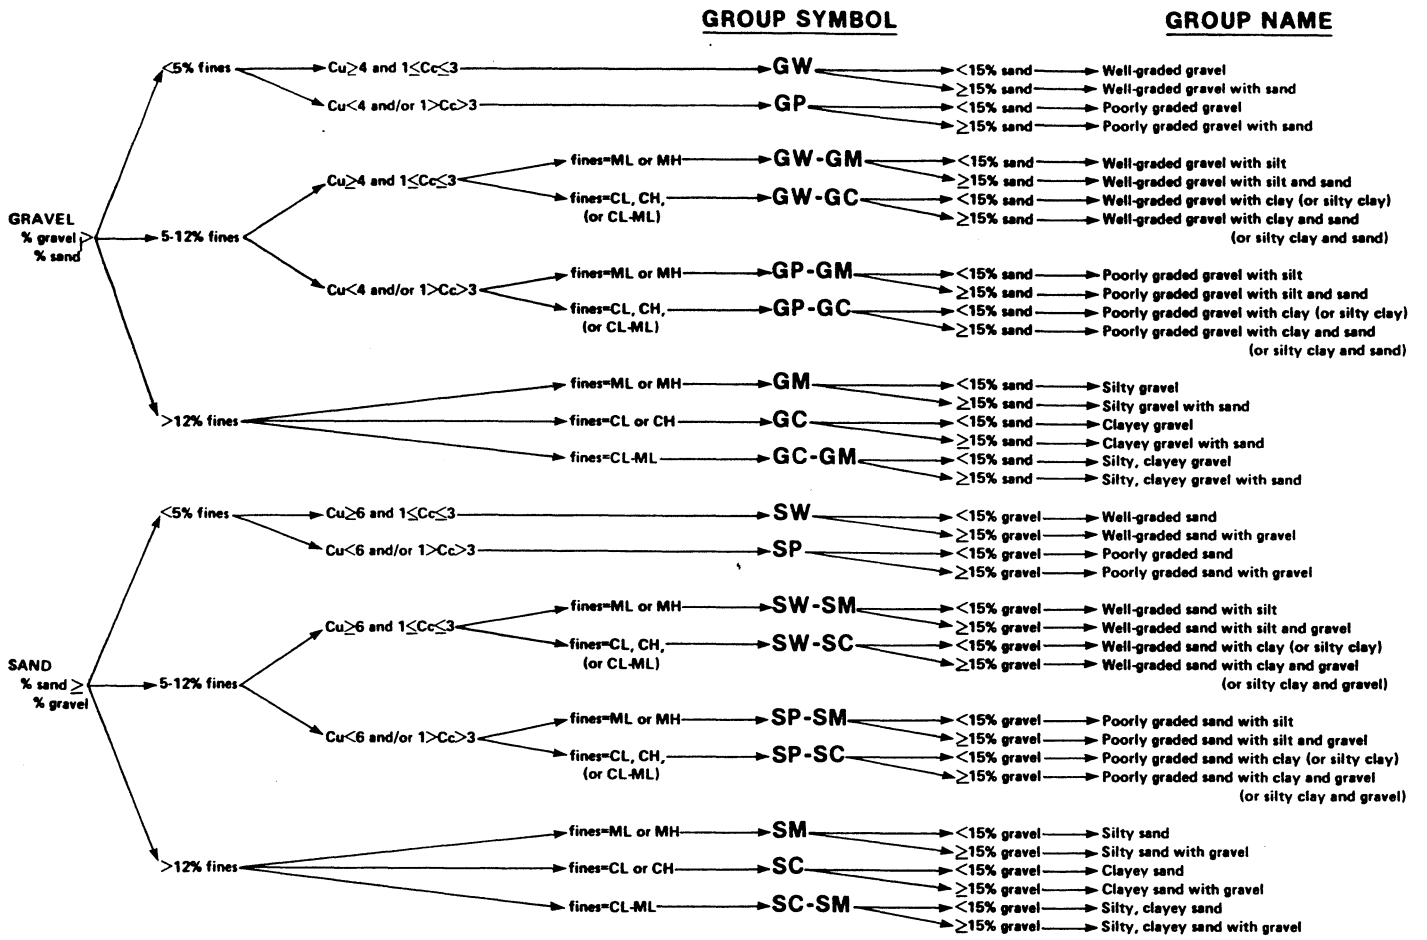 GROUP SYMBOL GROUP NAME
<5% fines Cu≥4 and 1≤Cc≤3 GW <15% sand Well-graded gravel
≥15% sand Well-graded gravel with sand
Cu<4 and/or 1>Cc>3 GP <15% sand Poorly graded gravel
≥15% sand Poorly graded gravel with sand
fines=ML or MH GW-GM <15% sand Well-graded gravel with silt
Cu≥4 and 1≤Cc≤3 ≥15% sand Well-graded gravel with silt and sand
fines=CL, CH, GW-GC <15% sand Well-graded gravel with clay (or silty clay)
(or CL-ML) ≥15% sand Well-graded gravel with clay and sand
GRAVEL
% gravel > 5-12% fines (or silty clay and sand)
% sand
fines=ML or MH GP-GM <15% sand Poorly graded gravel with silt
Cu<4 and/or 1>Cc>3 ≥15% sand Poorly graded gravel with silt and sand
fines=CL, CH, GP-GC <15% sand Poorly graded gravel with clay (or silty clay)
(or CL-ML) ≥15% sand Poorly graded gravel with clay and sand
(or silty clay and sand)
fines=ML or MH GM <15% sand Silty gravel
≥15% sand Silty gravel with sand
>12% fines fines=CL or CH GC <15% sand Clayey gravel
≥15% sand Clayey gravel with sand
fines=CL-ML GC-GM <15% sand Silty, clayey gravel
≥15% sand Silty, clayey gravel with sand
<5% fines Cu≥6 and 1≤Cc≤3 SW <15% gravel Well-graded sand
≥15% gravel Well-graded sand with gravel
Cu<6 and/or 1>Cc>3 SP <15% gravel Poorly graded sand
≥15% gravel Poorly graded sand with gravel
fines=ML or MH SW-SM <15% gravel Well-graded sand with silt
Cu≥6 and 1≤Cc≤3 ≥15% gravel Well-graded sand with silt and gravel
fines=CL, CH, SW-SC <15% gravel Well-graded sand with clay (or silty clay)
(or CL-ML) ≥15% gravel Well-graded sand with clay and gravel
SAND
% sand ≥ 5-12% fines (or silty clay and gravel)
% gravel
fines=ML or MH SP-SM <15% gravel Poorly graded sand with silt
Cu<6 and/or 1>Cc>3 ≥15% gravel Poorly graded sand with silt and gravel
fines=CL, CH, SP-SC <15% gravel Poorly graded sand with clay (or silty clay)
(or CL-ML) ≥15% gravel Poorly graded sand with clay and gravel
(or silty clay and gravel)
fines=ML or MH SM <15% gravel Silty sand
≥15% gravel Silty sand with gravel
>12% fines fines=CL or CH SC <15% gravel Clayey sand
≥15% gravel Clayey sand with gravel
fines=CL-ML SC-SM <15% gravel Silty, clayey sand
≥15% gravel Silty, clayey sand with gravel